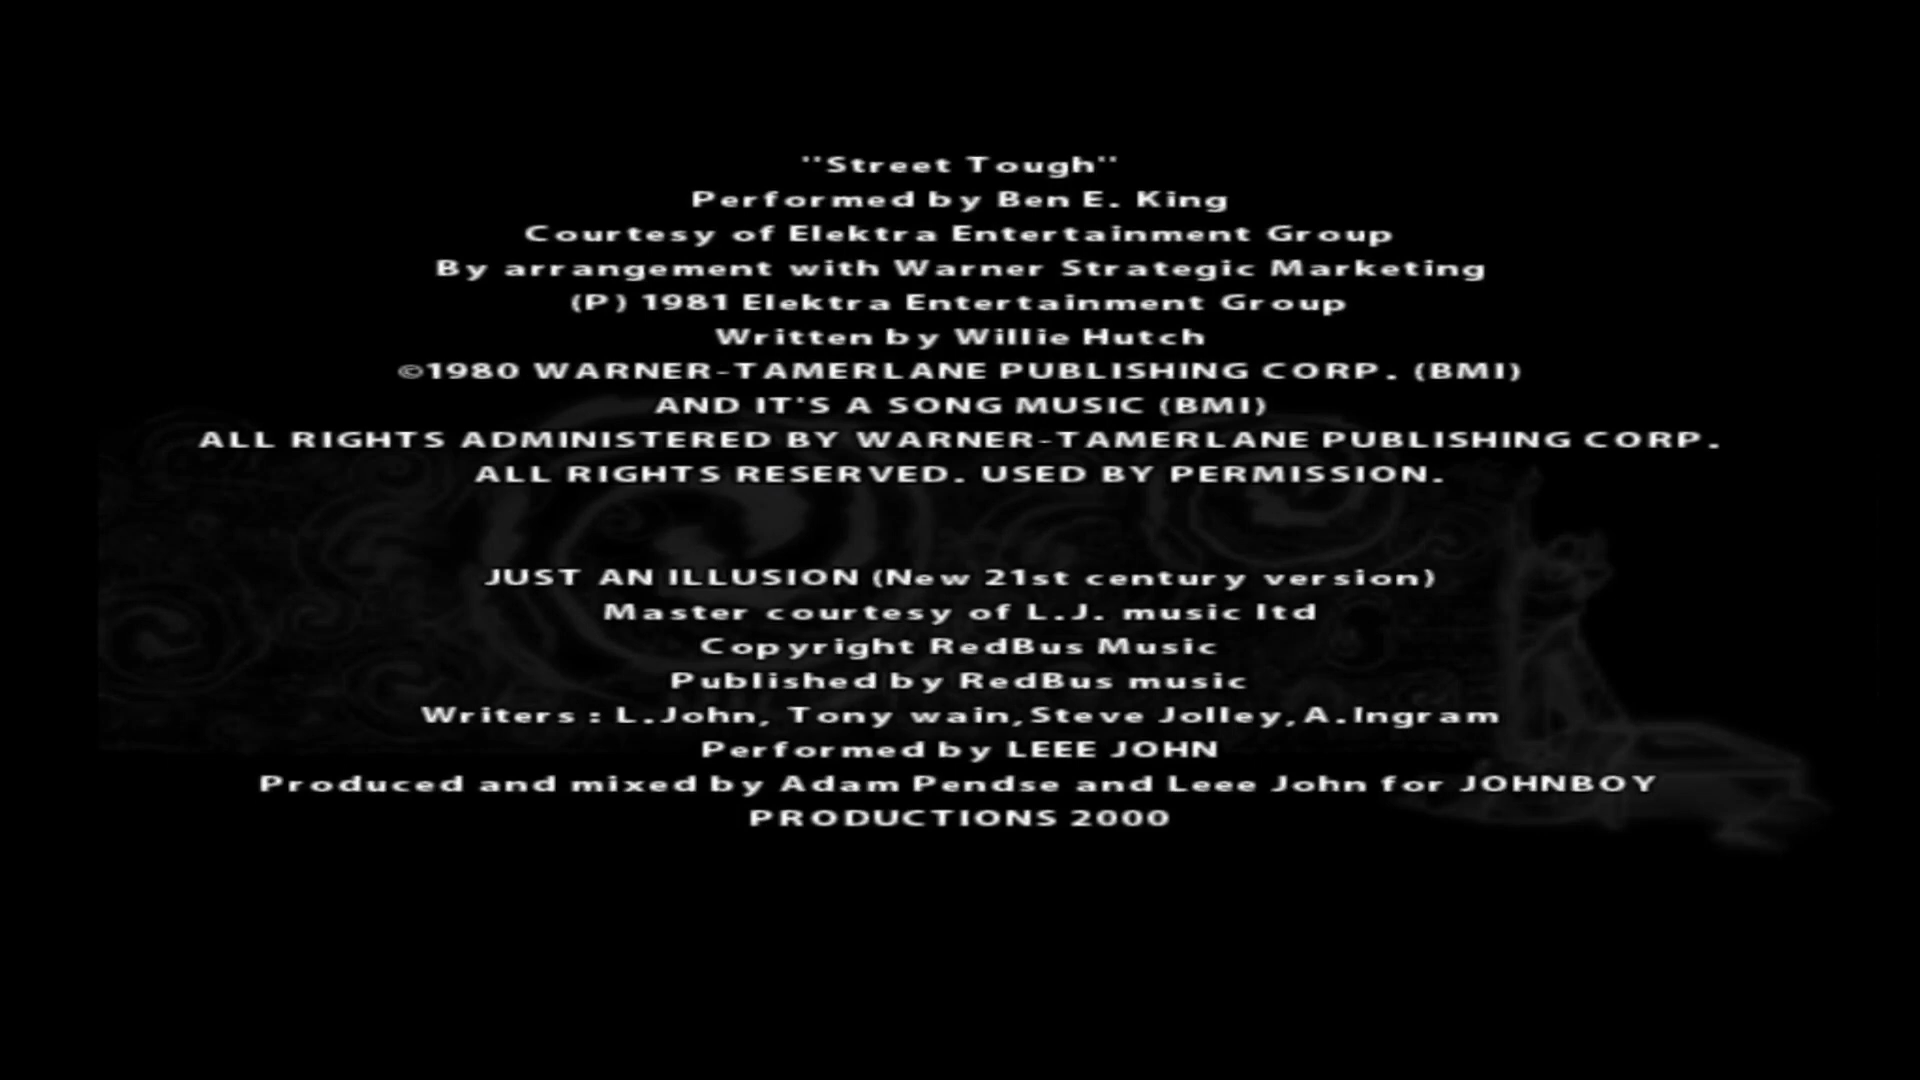 "Street Tough"
Performed by Ben E. King
Courtesy of Elektra Entertainment Group
By arrangement with Warner Strategic Marketing
(P) 1981 Elektra Entertainment Group
Written by Willie Hutch
©1980 WARNER-TAMERLANE PUBLISHING CORP. (BMI)
AND IT'S A SONG MUSIC (BMI)
ALL RIGHTS ADMINISTERED BY WARNER-TAMERLANE PUBLISHING CORP.
ALL RIGHTS RESERVED. USED BY PERMISSION.
JUST AN ILLUSION (New 21st century version)
Master courtesy of L.J. music ltd
Copyright RedBus Music
Published by RedBus music
Writers : L.John, Tony wain,Steve Jolley,A.Ingram
Performed by LEEE JOHN
Produced and mixed by Adam Pendse and Leee John for JOHNBOY
PRODUCTIONS 2000